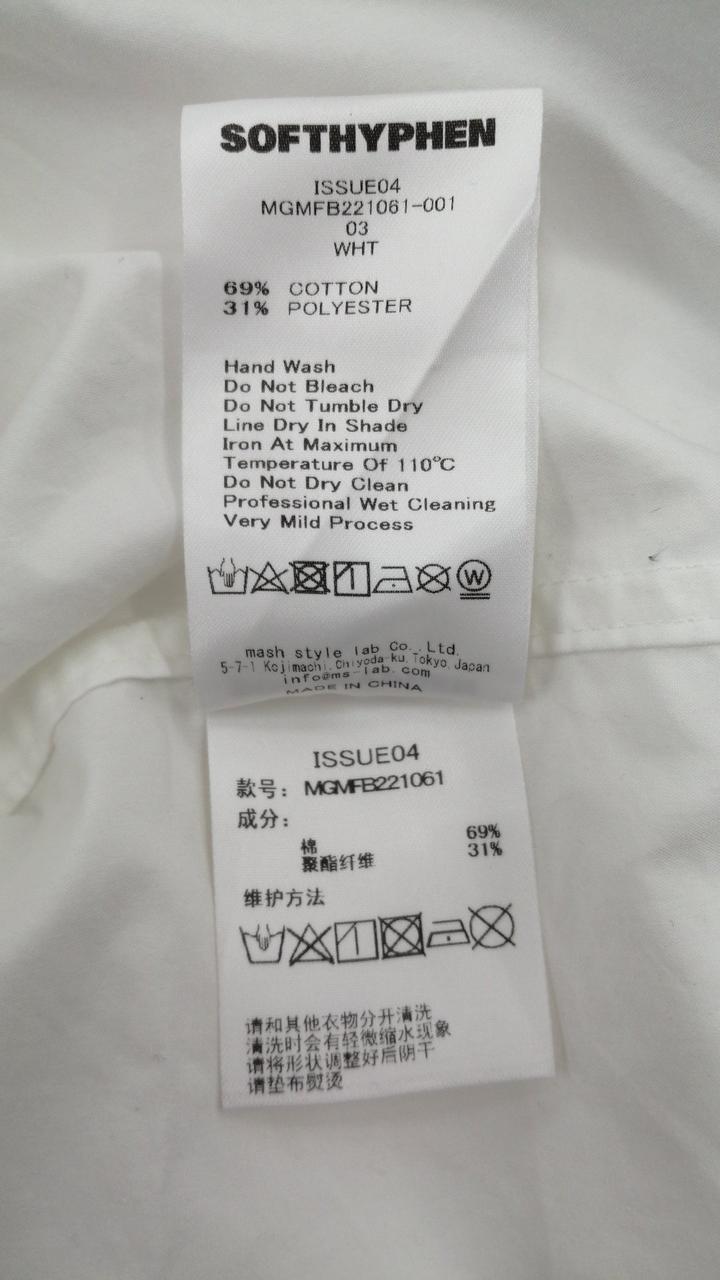 SOFTHYPHEN
ISSUE04
MGMFB221061-001
03
WHT
69% COTTON
31% POLYESTER
Hand Wash
Do Not Bleach
Do Not Tumble Dry
Line Dry In Shade
Iron At Maximum
Temperature Of 110℃
Do Not Dry Clean
Professional Wet Cleaning
Very Mild Process
W
mash style lab Co., Ltd.
5-7-1 Kojimachi, Chiyoda-ku, Tokyo, Japan
info@ms-lab.com
MADE IN CHINA
ISSUE04
款号: MGMFB221061
成分:
棉 69%
聚酯纤维 31%
维护方法
请和其他衣物分开清洗
清洗时会有轻微缩水现象
请将形状调整好后阴干
请垫布熨烫